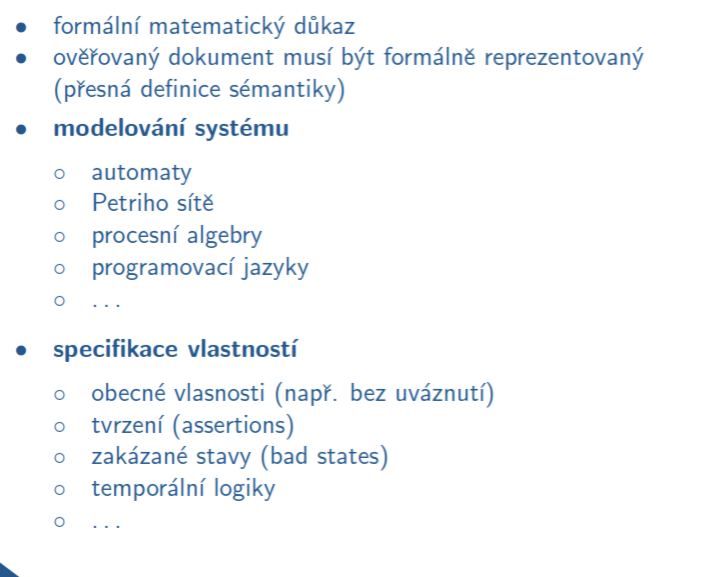 • formální matematický důkaz
• ověřovaný dokument musí být formálně reprezentovaný
(přesná definice sémantiky)
• modelování systému
○ automaty
○ Petriho sítě
○ procesní algebry
○ programovací jazyky
○ ...
• specifikace vlastností
○ obecné vlasnosti (např. bez uváznutí)
○ tvrzení (assertions)
○ zakázané stavy (bad states)
○ temporální logiky
○ ...